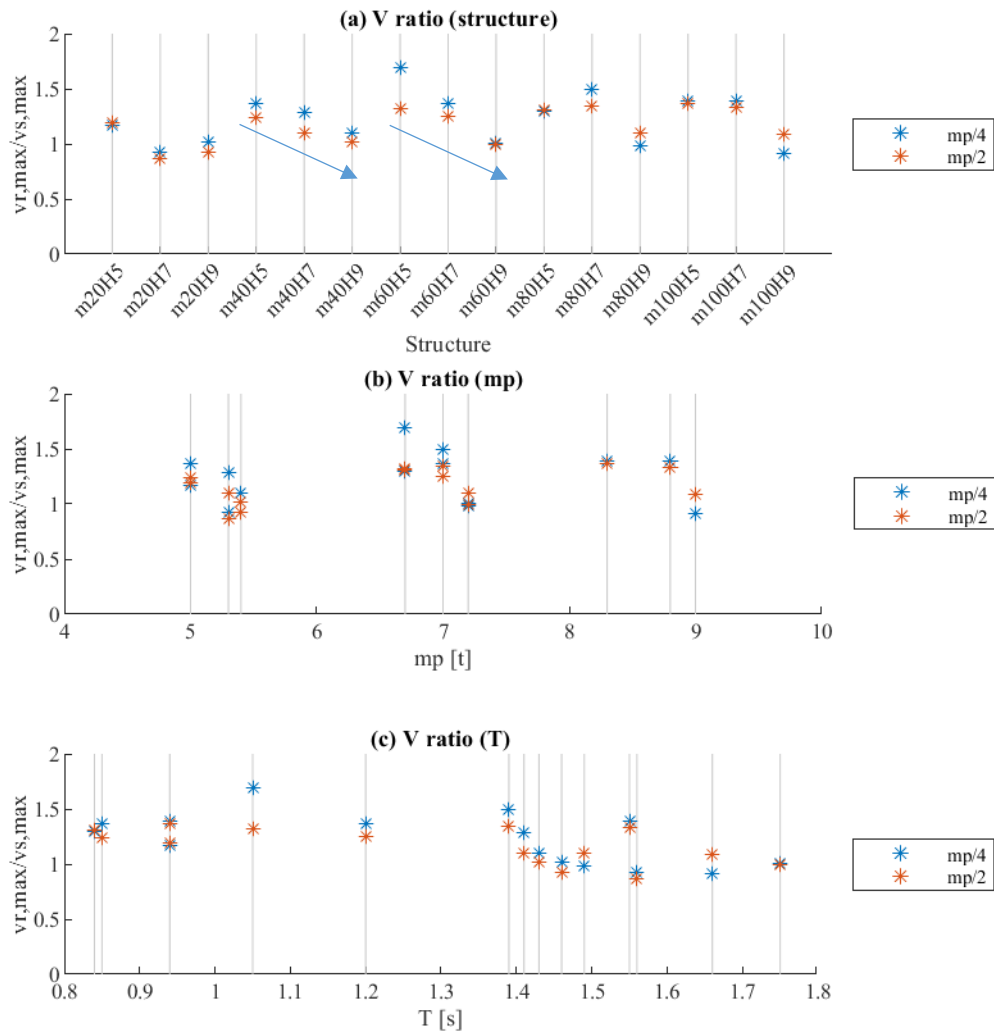 (a) V ratio (structure)
2
1.5
1
0.5
0
vr,max/vs,max
m20H5
m20H7
m20H9
m40H5
m40H7
m40H9
m60H5
m60H7
m60H9
m80H5
m80H7
m80H9
m100H5
m100H7
m100H9
Structure
mp/4
mp/2
(b) V ratio (mp)
2
1.5
1
0.5
0
vr,max/vs,max
4 5 6 7 8 9 10
mp [t]
mp/4
mp/2
(c) V ratio (T)
2
1.5
1
0.5
0
vr,max/vs,max
0.8 0.9 1 1.1 1.2 1.3 1.4 1.5 1.6 1.7 1.8
T [s]
mp/4
mp/2